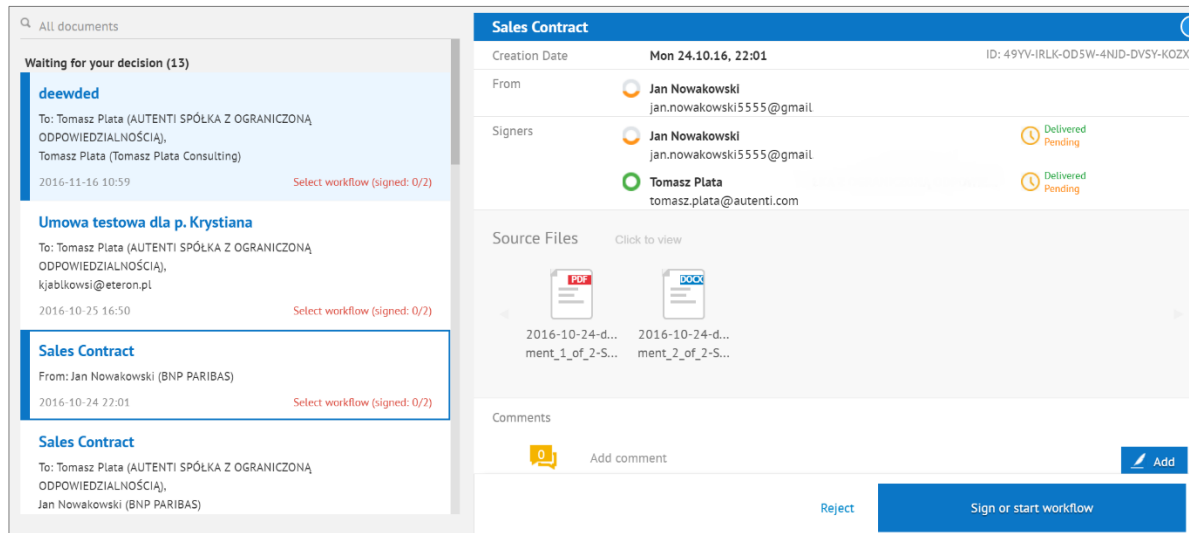 All documents
Waiting for your decision (13)
deewded
To: Tomasz Plata (AUTENTI SPÓŁKA Z OGRANICZONĄ
ODPOWIEDZIALNOŚCIĄ),
Tomasz Plata (Tomasz Plata Consulting)
2016-11-16 10:59 Select workflow (signed: 0/2)
Umowa testowa dla p. Krystiana
To: Tomasz Plata (AUTENTI SPÓŁKA Z OGRANICZONĄ
ODPOWIEDZIALNOŚCIĄ),
kjablkowsi@eteron.pl
2016-10-25 16:50 Select workflow (signed: 0/2)
Sales Contract
From: Jan Nowakowski (BNP PARIBAS)
2016-10-24 22:01 Select workflow (signed: 0/2)
Sales Contract
To: Tomasz Plata (AUTENTI SPÓŁKA Z OGRANICZONĄ
ODPOWIEDZIALNOŚCIĄ),
Jan Nowakowski (BNP PARIBAS)
Sales Contract
Creation Date Mon 24.10.16, 22:01 ID: 49YV-IRLK-OD5W-4NJD-DVSY-KOZX
From Jan Nowakowski
jan.nowakowski5555@gmail
Signers Jan Nowakowski Delivered
Pending
jan.nowakowski5555@gmail
Tomasz Plata Delivered
Pending
tomasz.plata@autenti.com
Source Files Click to view
PDF DOCX
2016-10-24-d... 2016-10-24-d...
ment_1_of_2-S... ment_2_of_2-S...
Comments
0 Add comment Add
Reject Sign or start workflow